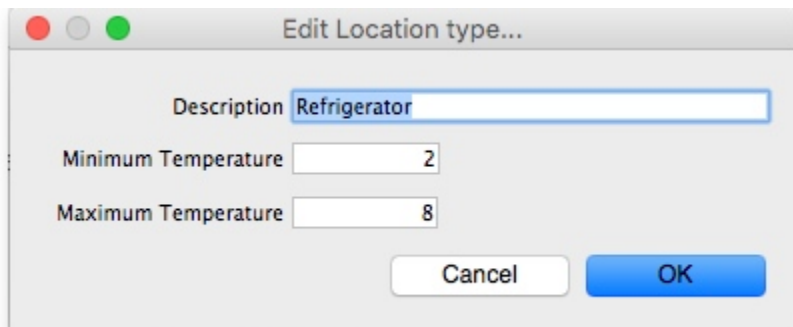 Edit Location type...
Description Refrigerator
Minimum Temperature 2
Maximum Temperature 8
Cancel OK